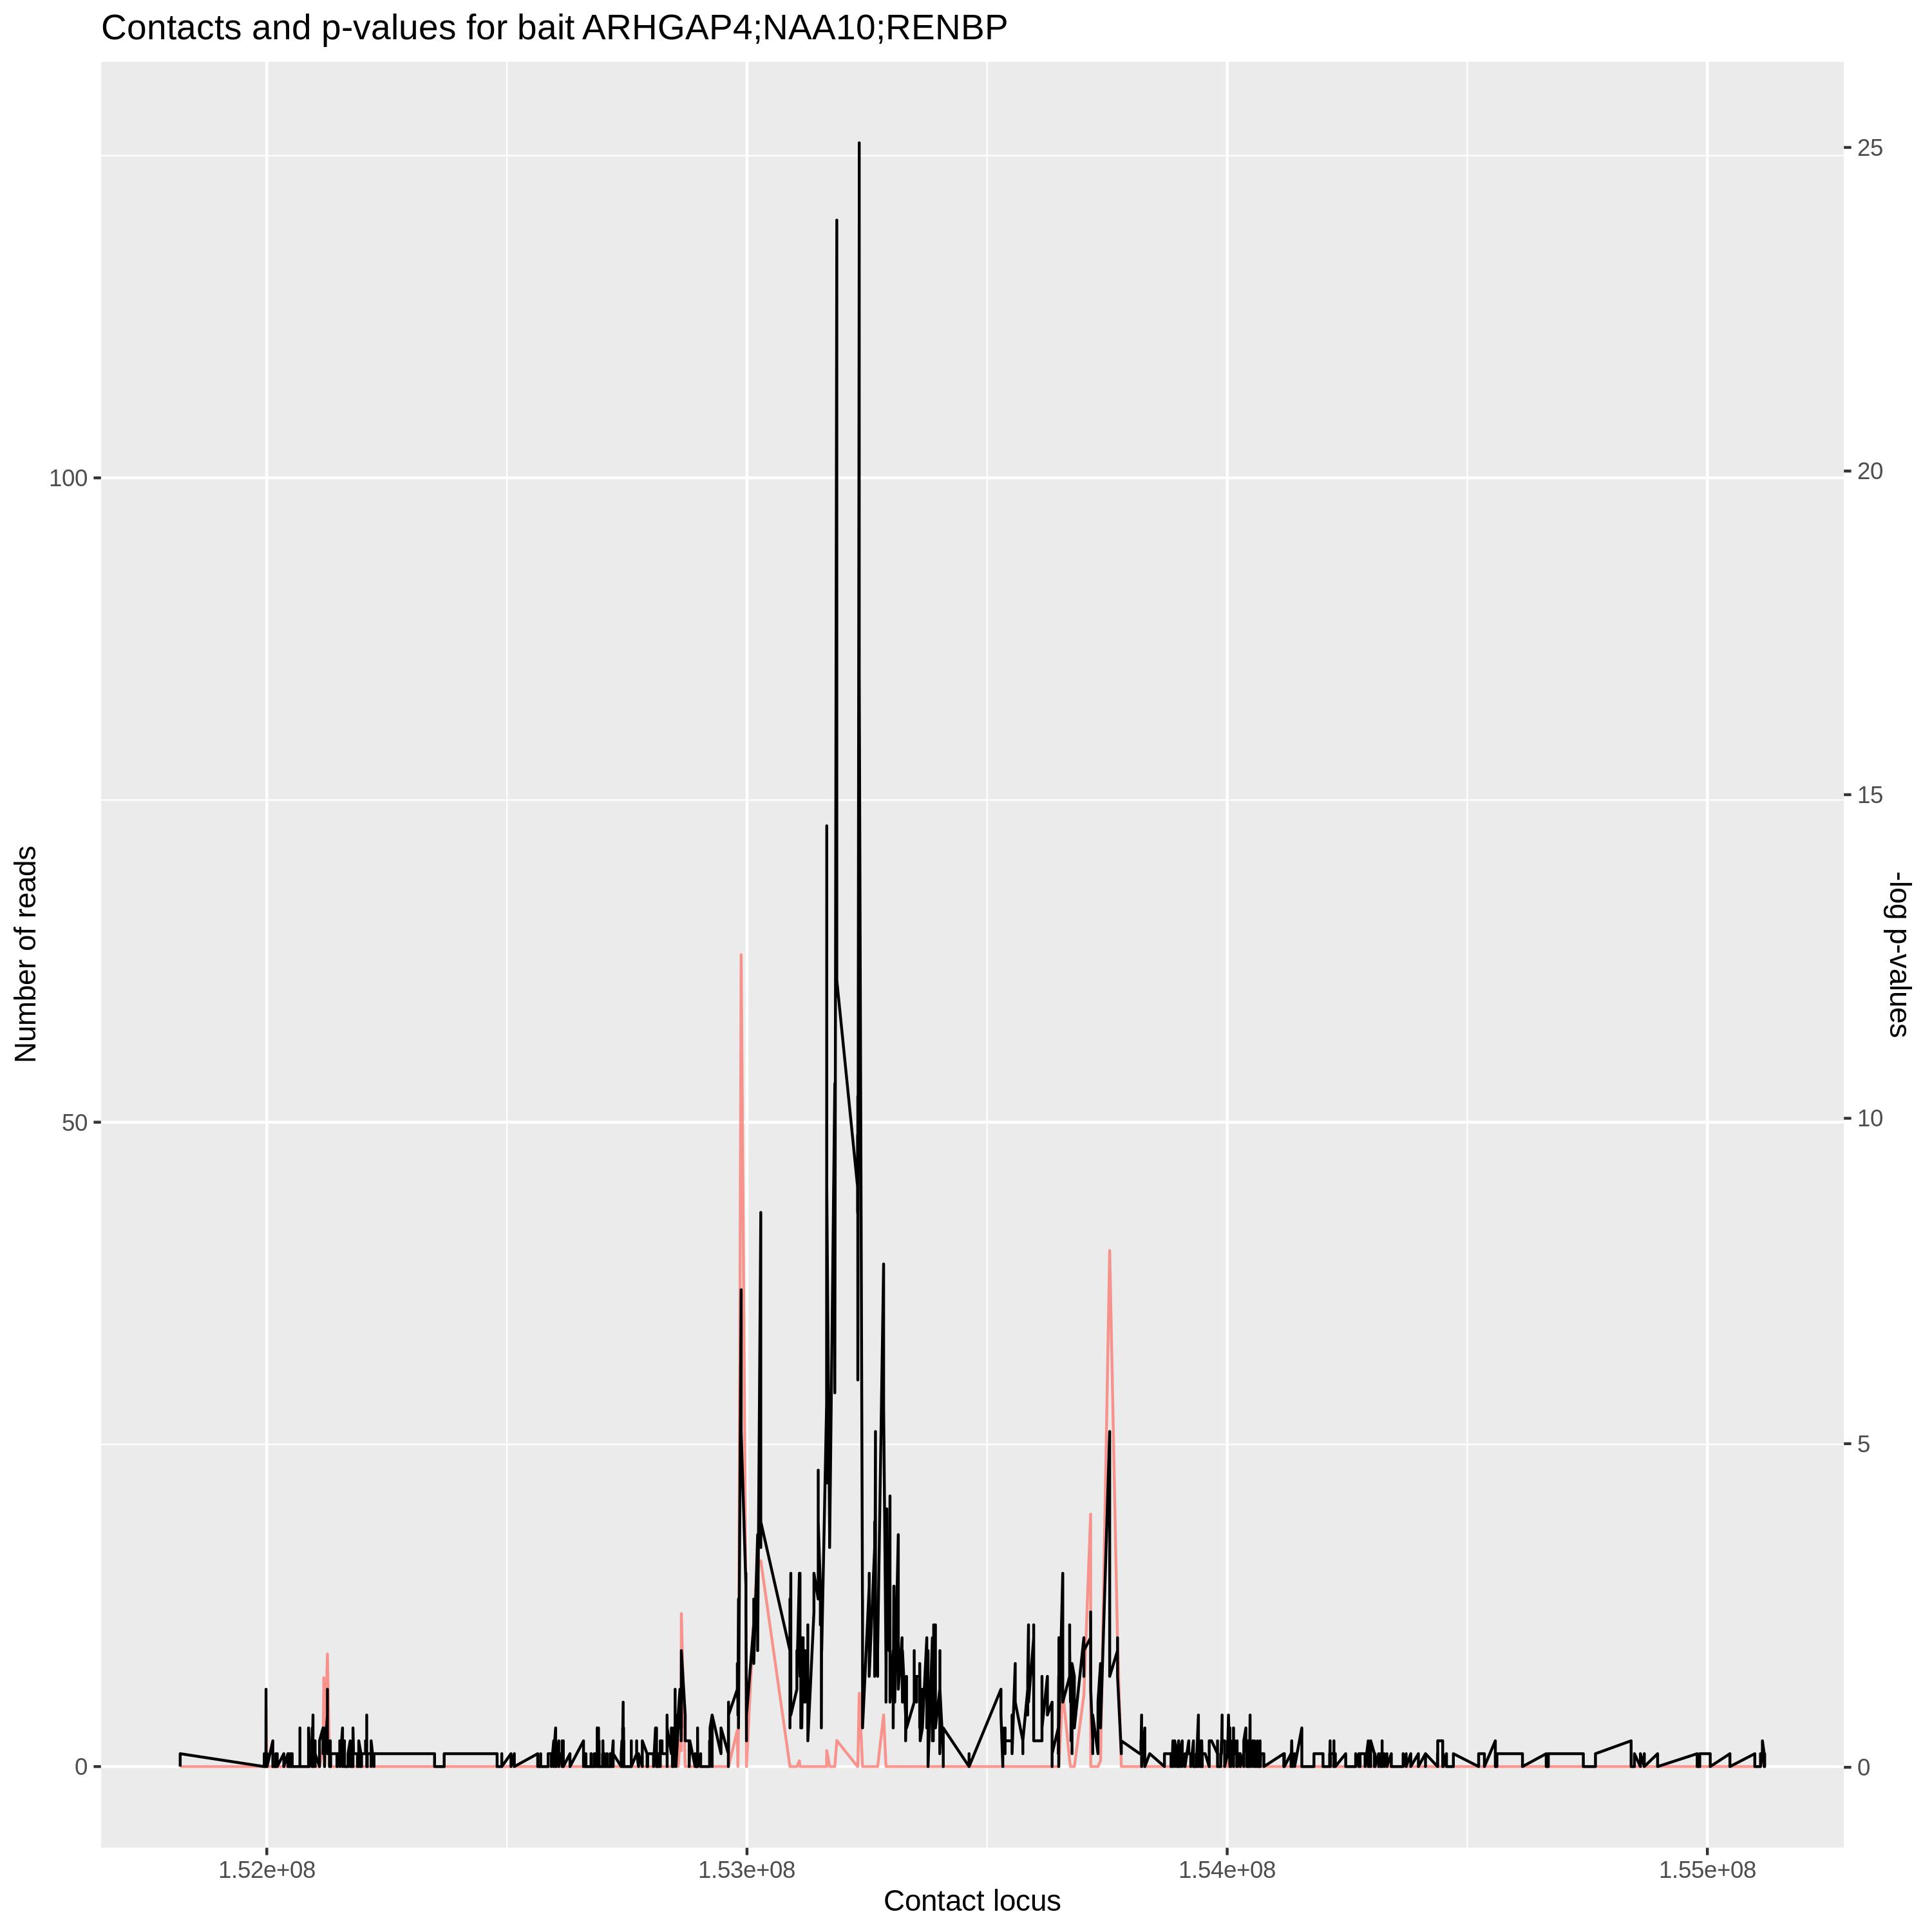 Contacts and p-values for bait ARHGAP4;NAA10;RENBP
Number of reads
100
50
0
25
20
15
10
5
0
-log p-values
1.52e+08 1.53e+08 1.54e+08 1.55e+08
Contact locus